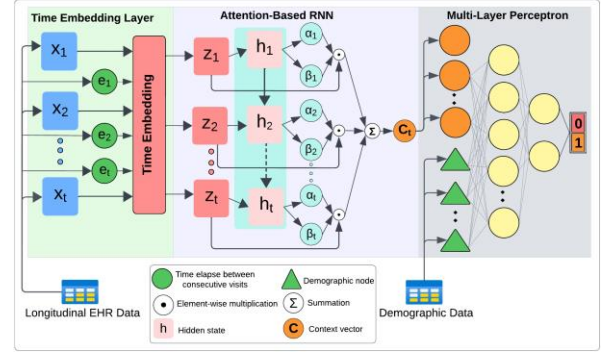 Time Embedding Layer
Attention-Based RNN
Multi-Layer Perceptron
x1
e1
x2
e2
et
xt
Time Embedding
z1
z2
zt
h1
h2
ht
α1
β1
α2
β2
αt
βt
Σ
Ct
0
1
Longitudinal EHR Data
Time elapse between
consecutive visits
Element-wise multiplication
h Hidden state
Demographic node
Σ Summation
C Context vector
Demographic Data